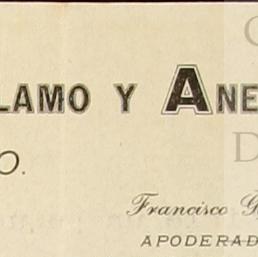 LAMO Y ANE
O.
Francisco G
APODERAD